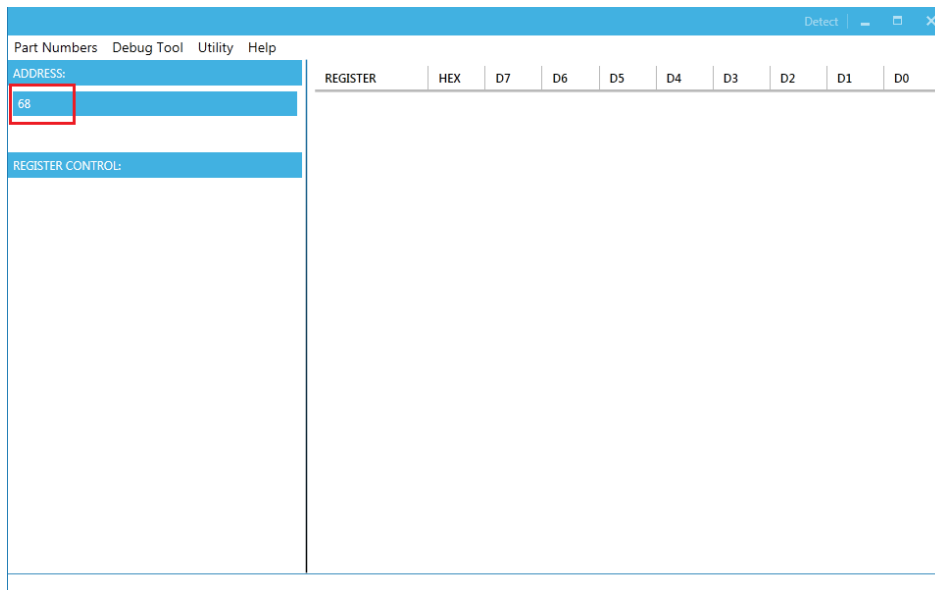 Detect
Part Numbers Debug Tool Utility Help
ADDRESS:
68
REGISTER CONTROL:
REGISTER HEX D7 D6 D5 D4 D3 D2 D1 D0